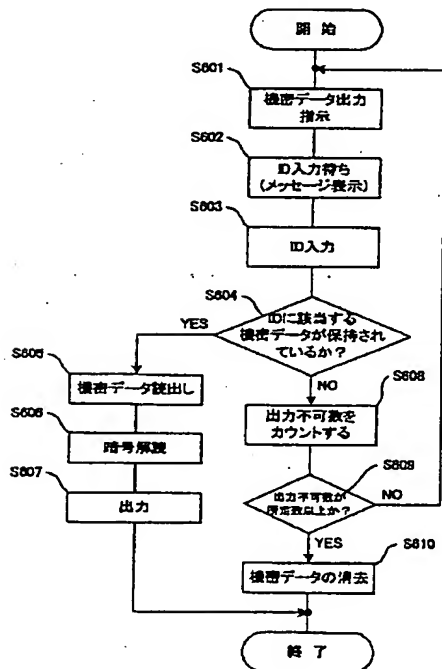 開始
S601
機密データ出力
指示
S602
ID入力待ち
(メッセージ表示)
S603
ID入力
S604
IDに該当する
機密データが保持され
ているか?
YES
NO
S605
機密データ読出し
S606
暗号解読
S607
出力
S608
出力不可数を
カウントする
S609
出力不可数が
所定数以上か?
NO
YES
S610
機密データの消去
終了